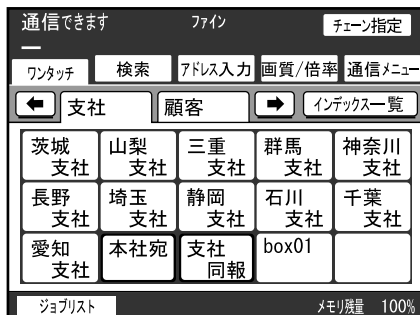 通信できます ファイン チェーン指定
ワンタッチ 検索 アドレス入力 画質/倍率 通信メニュー
支社 顧客 インデックス一覧
茨城 山梨 三重 群馬 神奈川
支社 支社 支社 支社 支社
長野 埼玉 静岡 石川 千葉
支社 支社 支社 支社 支社
愛知 本社宛 支社 box01
支社 同報
ジョブリスト メモリ残量 100%